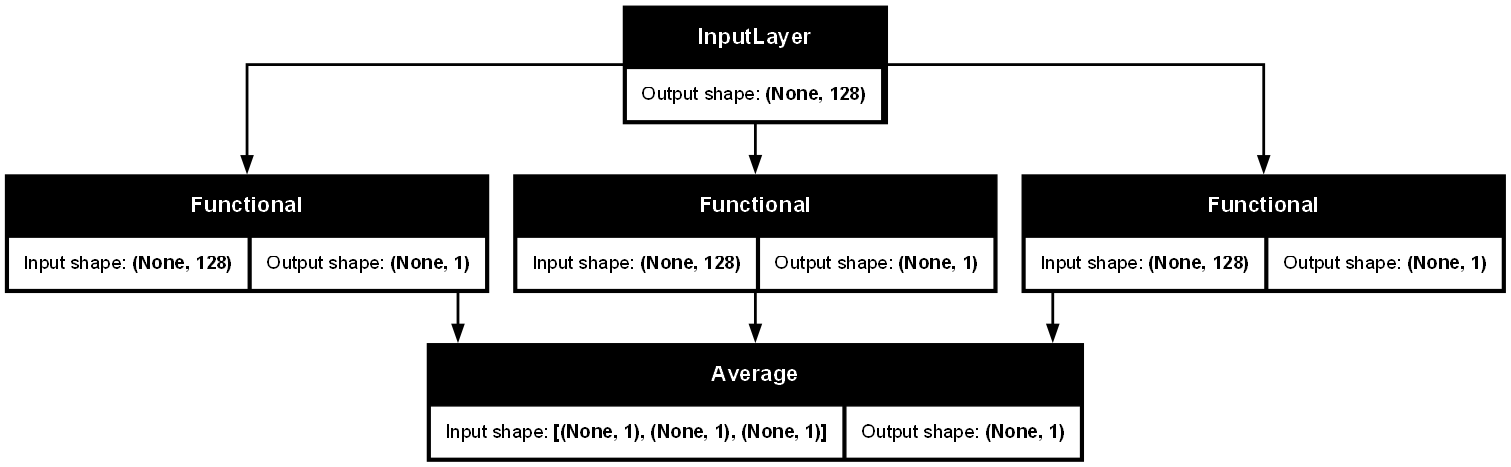 InputLayer
Output shape: (None, 128)
Functional
Input shape: (None, 128)
Output shape: (None, 1)
Functional
Input shape: (None, 128)
Output shape: (None, 1)
Functional
Input shape: (None, 128)
Output shape: (None, 1)
Average
Input shape: [(None, 1), (None, 1), (None, 1)]
Output shape: (None, 1)